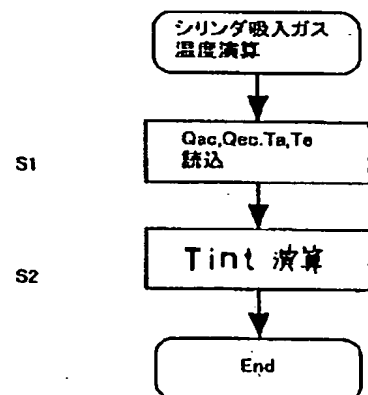 シリンダ吸入ガス
温度演算
S1
Qac,Qec.Ta,Te
読込
S2
Tint 演算
End